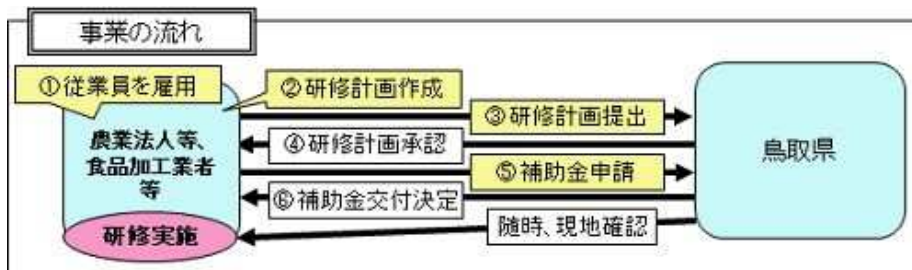 事業の流れ
①従業員を雇用
②研修計画作成
③研修計画提出
農業法人等、
食品加工業者
等
④研修計画承認
鳥取県
⑤補助金申請
⑥補助金交付決定
随時、現地確認
研修実施